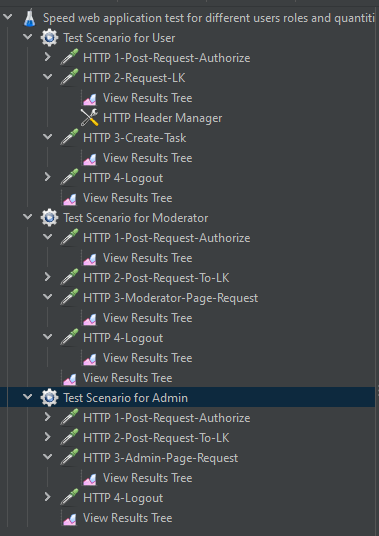 Speed web application test for different users roles and quantiti
Test Scenario for User
HTTP 1-Post-Request-Authorize
HTTP 2-Request-LK
View Results Tree
HTTP Header Manager
HTTP 3-Create-Task
View Results Tree
HTTP 4-Logout
View Results Tree
Test Scenario for Moderator
HTTP 1-Post-Request-Authorize
View Results Tree
HTTP 2-Post-Request-To-LK
HTTP 3-Moderator-Page-Request
View Results Tree
HTTP 4-Logout
View Results Tree
View Results Tree
Test Scenario for Admin
HTTP 1-Post-Request-Authorize
HTTP 2-Post-Request-To-LK
HTTP 3-Admin-Page-Request
View Results Tree
HTTP 4-Logout
View Results Tree